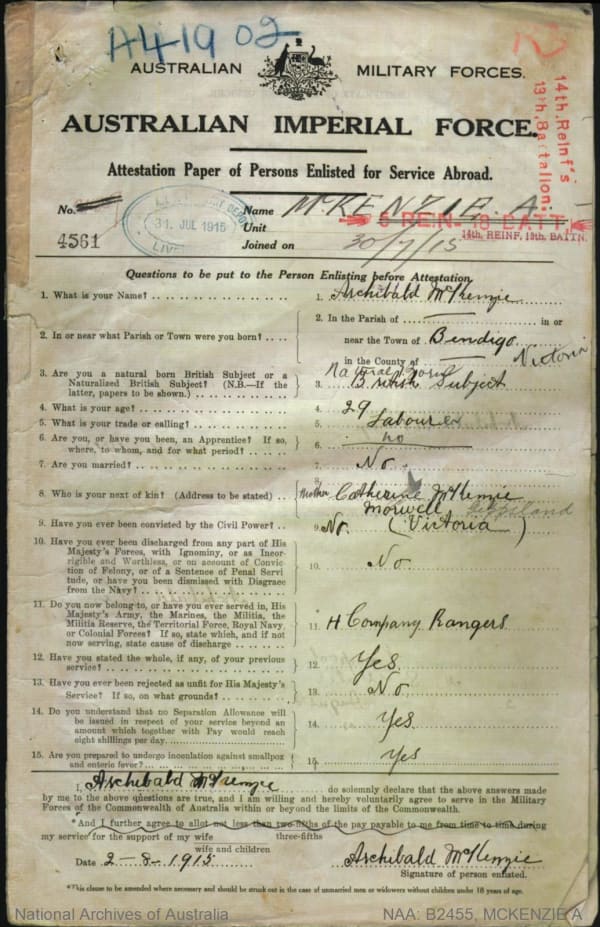 A41902
R3
AUSTRALIAN MILITARY FORCES.
AUSTRALIAN IMPERIAL FORCE.
14th. Reinf's
13th. Battalion.
Attestation Paper of Persons Enlisted for Service Abroad.
No.
4561
31 JUL 1915
LIVE
Name McKENZIE. A.
Unit 5 REIN 18 BATT
14th. REINF. 13th. BATTN.
Joined on 30/7/15
Questions to be put to the Person Enlisting before Attestation.
1. What is your Name? 1. Archibald McKenzie
2. In or near what Parish or Town were you born? 2. In the Parish of in or
near the Town of Bendigo
in the County of Victoria
3. Are you a natural born British Subject or a
Naturalized British Subject? (N.B.—If the
latter, papers to be shown.)
Natural Born
3. British Subject
4. What is your age? 4. 29
5. What is your trade or calling? 5. Labourer
6. Are you, or have you been, an Apprentice? If so,
where, to whom, and for what period? 6. no
7. Are you married? 7. No.
8. Who is your next of kin? (Address to be stated) 8. Mother Catherine McKenzie
Morwell Gippsland
(Victoria)
9. Have you ever been convicted by the Civil Power? 9. No.
10. Have you ever been discharged from any part of His
Majesty's Forces, with Ignominy, or as Incor-
rigible and Worthless, or on account of Convic
tion of Felony, or of a Sentence of Penal Servi
tude, or have you been dismissed with Disgrace
from the Navy? 10. No.
11. Do you now belong to, or have you ever served in, His
Majesty's Army, the Marines, the Militia, the
Militia Reserve, the Territorial Force, Royal Navy,
or Colonial Forces? If so, state which, and if not
now serving, state cause of discharge 11. H Company Rangers
12. Have you stated the whole, if any, of your previous
service? 12. Yes.
13. Have you ever been rejected as unfit for His Majesty's
Service? If so, on what grounds? 13. No.
14. Do you understand that no Separation Allowance will
be issued in respect of your service beyond an
amount which together with Pay would reach
eight shillings per day. 14. Yes.
15. Are you prepared to undergo inoculation against smallpox
and enteric fever? 15. Yes
I, Archibald McKenzie do solemnly declare that the above answers made
by me to the above questions are true, and I am willing and hereby voluntarily agree to serve in the Military
Forces of the Commonwealth of Australia within or beyond the limits of the Commonwealth.
*And I further agree to allot not less than two-fifths of the pay payable to me from time to time during
my service for the support of my wife three-fifths
wife and children
Date 2-8-1915 Archibald McKenzie
Signature of person enlisted.
*This clause to be amended where necessary and should be struck out in the case of unmarried men or widowers without children under 18 years of age.
National Archives of Australia NAA: B2455, MCKENZIE A